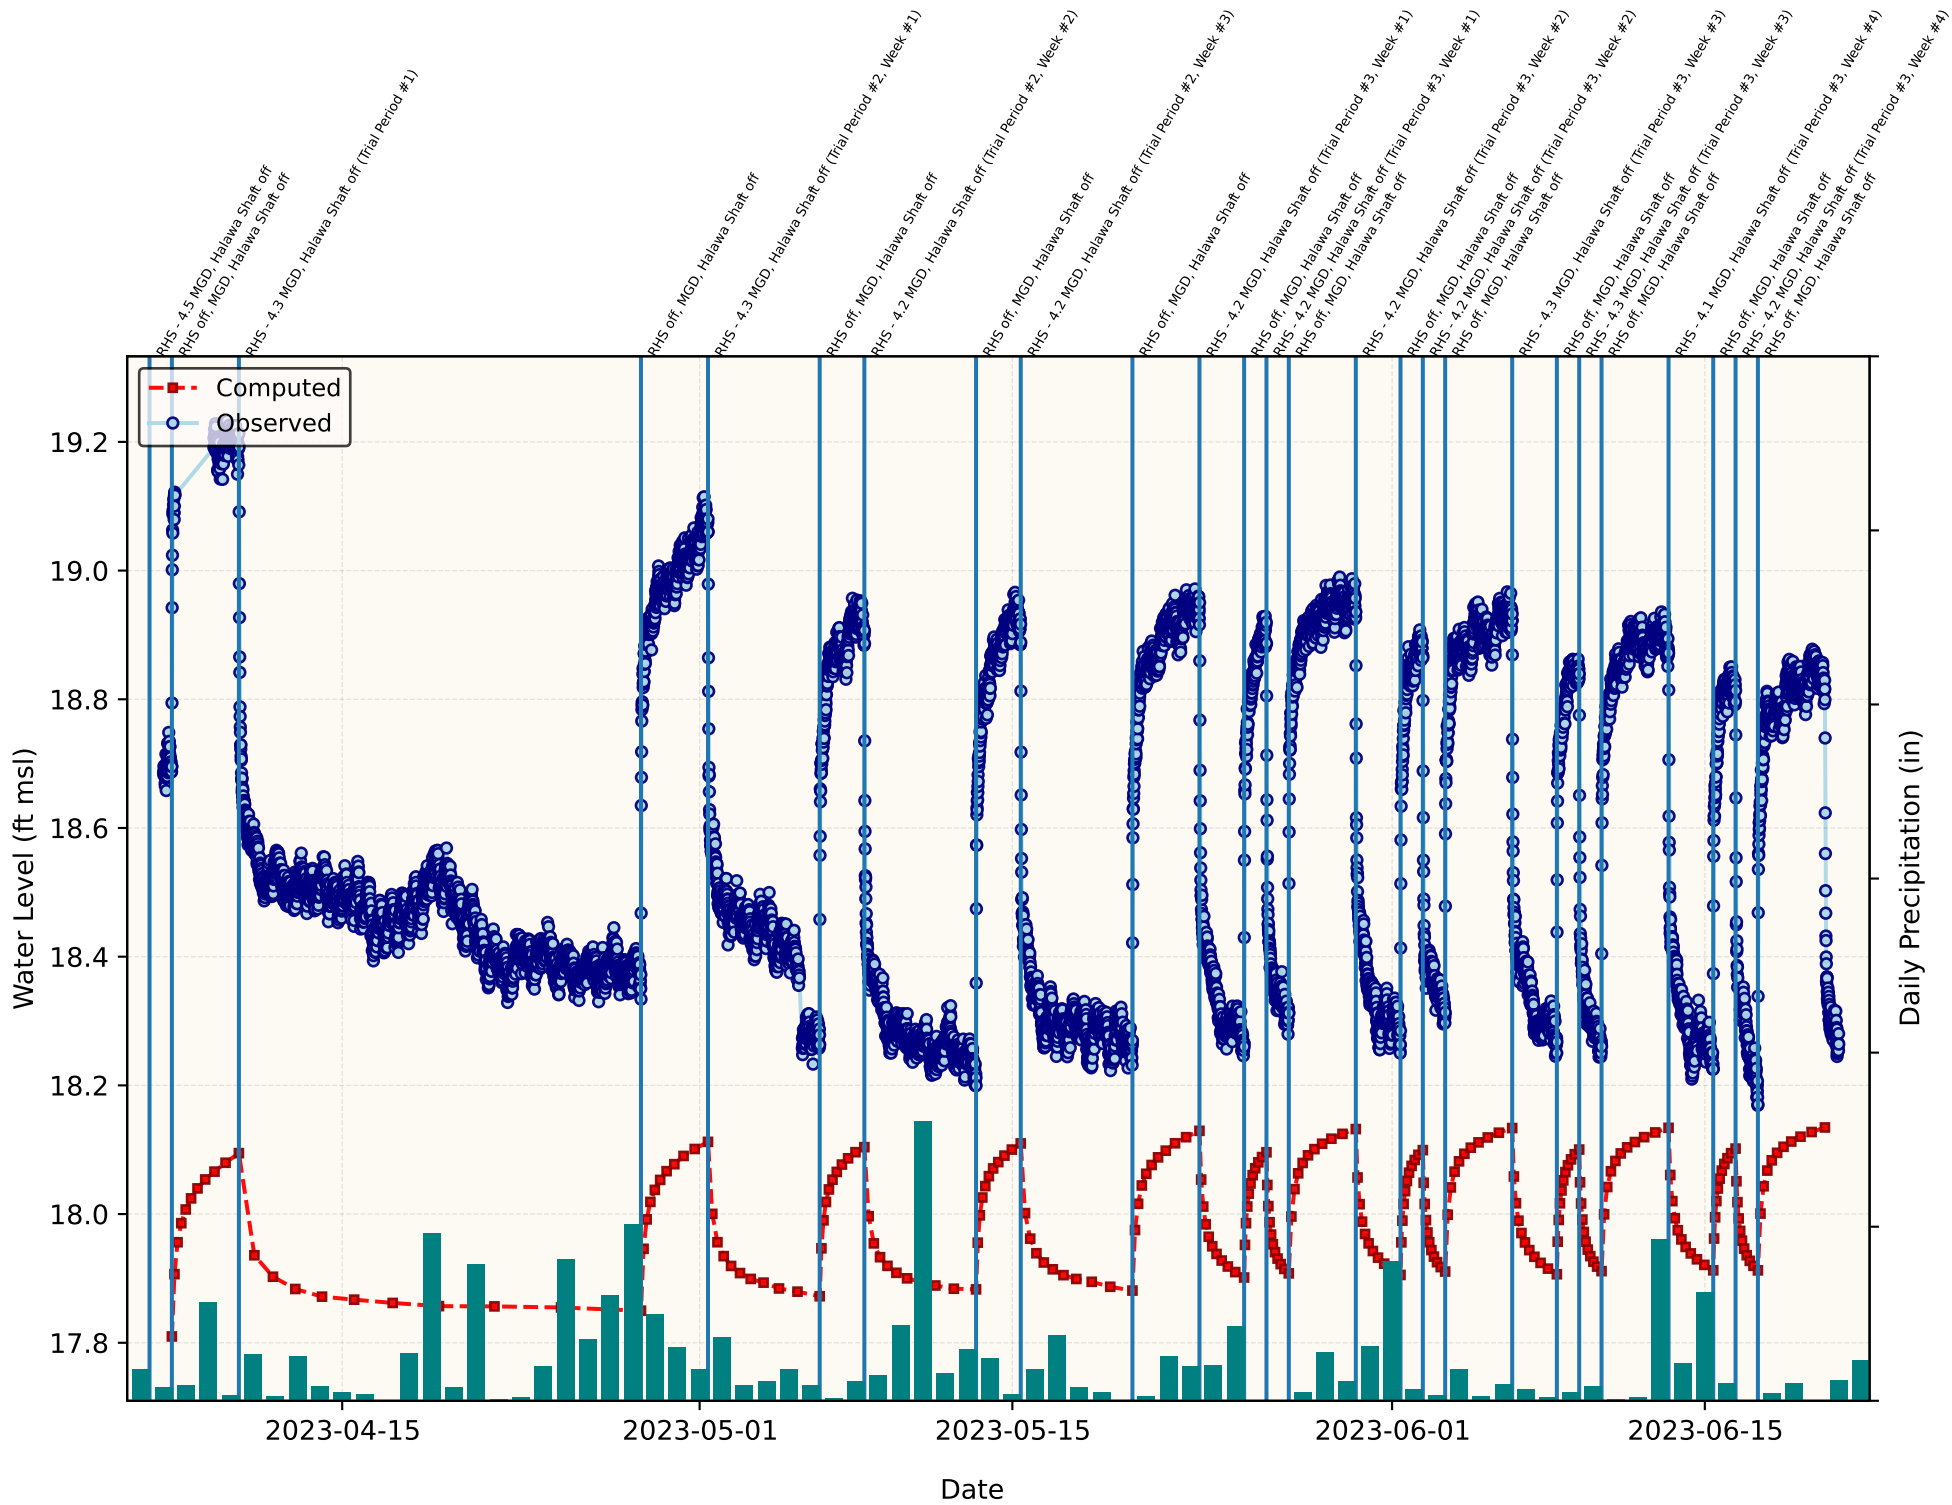 RHS - 4.5 MGD, Halawa Shaft off
RHS off, MGD, Halawa Shaft off
RHS - 4.3 MGD, Halawa Shaft off (Trial Period #1)
RHS off, MGD, Halawa Shaft off
RHS - 4.3 MGD, Halawa Shaft off (Trial Period #2, Week #1)
RHS off, MGD, Halawa Shaft off
RHS - 4.2 MGD, Halawa Shaft off (Trial Period #2, Week #2)
RHS off, MGD, Halawa Shaft off
RHS - 4.2 MGD, Halawa Shaft off (Trial Period #2, Week #3)
RHS off, MGD, Halawa Shaft off
RHS - 4.2 MGD, Halawa Shaft off (Trial Period #3, Week #1)
RHS off, MGD, Halawa Shaft off
RHS - 4.2 MGD, Halawa Shaft off (Trial Period #3, Week #1)
RHS off, MGD, Halawa Shaft off
RHS - 4.2 MGD, Halawa Shaft off (Trial Period #3, Week #2)
RHS off, MGD, Halawa Shaft off
RHS - 4.2 MGD, Halawa Shaft off (Trial Period #3, Week #2)
RHS off, MGD, Halawa Shaft off
RHS - 4.3 MGD, Halawa Shaft off (Trial Period #3, Week #3)
RHS off, MGD, Halawa Shaft off
RHS - 4.3 MGD, Halawa Shaft off (Trial Period #3, Week #3)
RHS off, MGD, Halawa Shaft off
RHS - 4.1 MGD, Halawa Shaft off (Trial Period #3, Week #4)
RHS off, MGD, Halawa Shaft off
RHS - 4.2 MGD, Halawa Shaft off (Trial Period #3, Week #4)
RHS off, MGD, Halawa Shaft off
Computed
Observed
19.2
19.0
18.8
18.6
18.4
18.2
18.0
17.8
Water Level (ft msl)
Daily Precipitation (in)
2023-04-15
2023-05-01
2023-05-15
2023-06-01
2023-06-15
Date